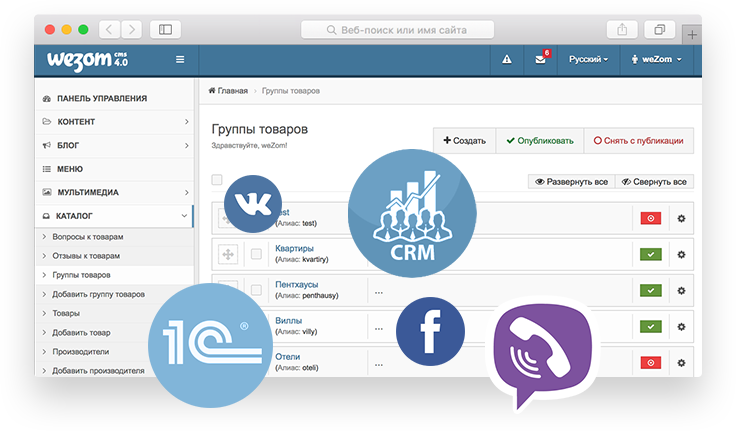 Веб-поиск или имя сайта
wezom cms 4.0
6
Русский
weZom
ПАНЕЛЬ УПРАВЛЕНИЯ
КОНТЕНТ
БЛОГ
МЕНЮ
МУЛЬТИМЕДИА
КАТАЛОГ
Вопросы к товарам
Отзывы к товарам
Группы товаров
Добавить группу товаров
Товары
Добавить товар
Производители
Добавить производителя
Главная › Группы товаров
Группы товаров
Здравствуйте, weZom!
Создать
Опубликовать
Снять с публикации
Развернуть все
Свернуть все
(Алиас: test)
Квартиры
(Алиас: kvartiry)
Пентхаусы
(Алиас: penthausy)
...
Виллы
(Алиас: villy)
...
Отели
(Алиас: oteli)
...
CRM
1C®